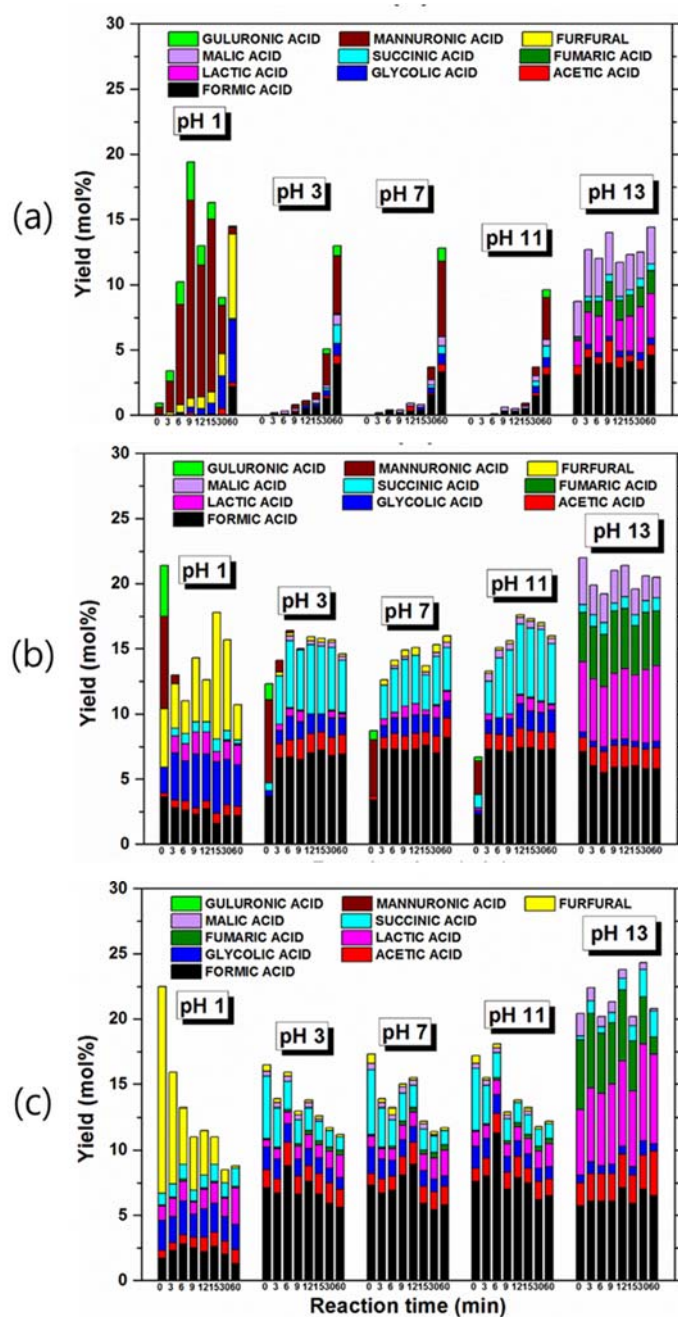 (a)
Yield (mol%)
30
25
20
15
10
5
0
GULURONIC ACID MANNURONIC ACID FURFURAL
MALIC ACID SUCCINIC ACID FUMARIC ACID
LACTIC ACID GLYCOLIC ACID ACETIC ACID
FORMIC ACID
pH 1 pH 3 pH 7 pH 11 pH 13
0 3 6 9 12153060 0 3 6 9 12153060 0 3 6 9 12153060 0 3 6 9 12153060 0 3 6 9 12153060
(b)
Yield (mol%)
30
25
20
15
10
5
0
GULURONIC ACID MANNURONIC ACID FURFURAL
MALIC ACID SUCCINIC ACID FUMARIC ACID
LACTIC ACID GLYCOLIC ACID ACETIC ACID
FORMIC ACID
pH 1 pH 3 pH 7 pH 11 pH 13
0 3 6 9 12153060 0 3 6 9 12153060 0 3 6 9 12153060 0 3 6 9 12153060 0 3 6 9 12153060
(c)
Yield (mol%)
30
25
20
15
10
5
0
GULURONIC ACID MANNURONIC ACID FURFURAL
MALIC ACID SUCCINIC ACID
FUMARIC ACID LACTIC ACID
GLYCOLIC ACID ACETIC ACID
FORMIC ACID
pH 1 pH 3 pH 7 pH 11 pH 13
0 3 6 9 12153060 0 3 6 9 12153060 0 3 6 9 12153060 0 3 6 9 12153060 0 3 6 9 12153060
Reaction time (min)